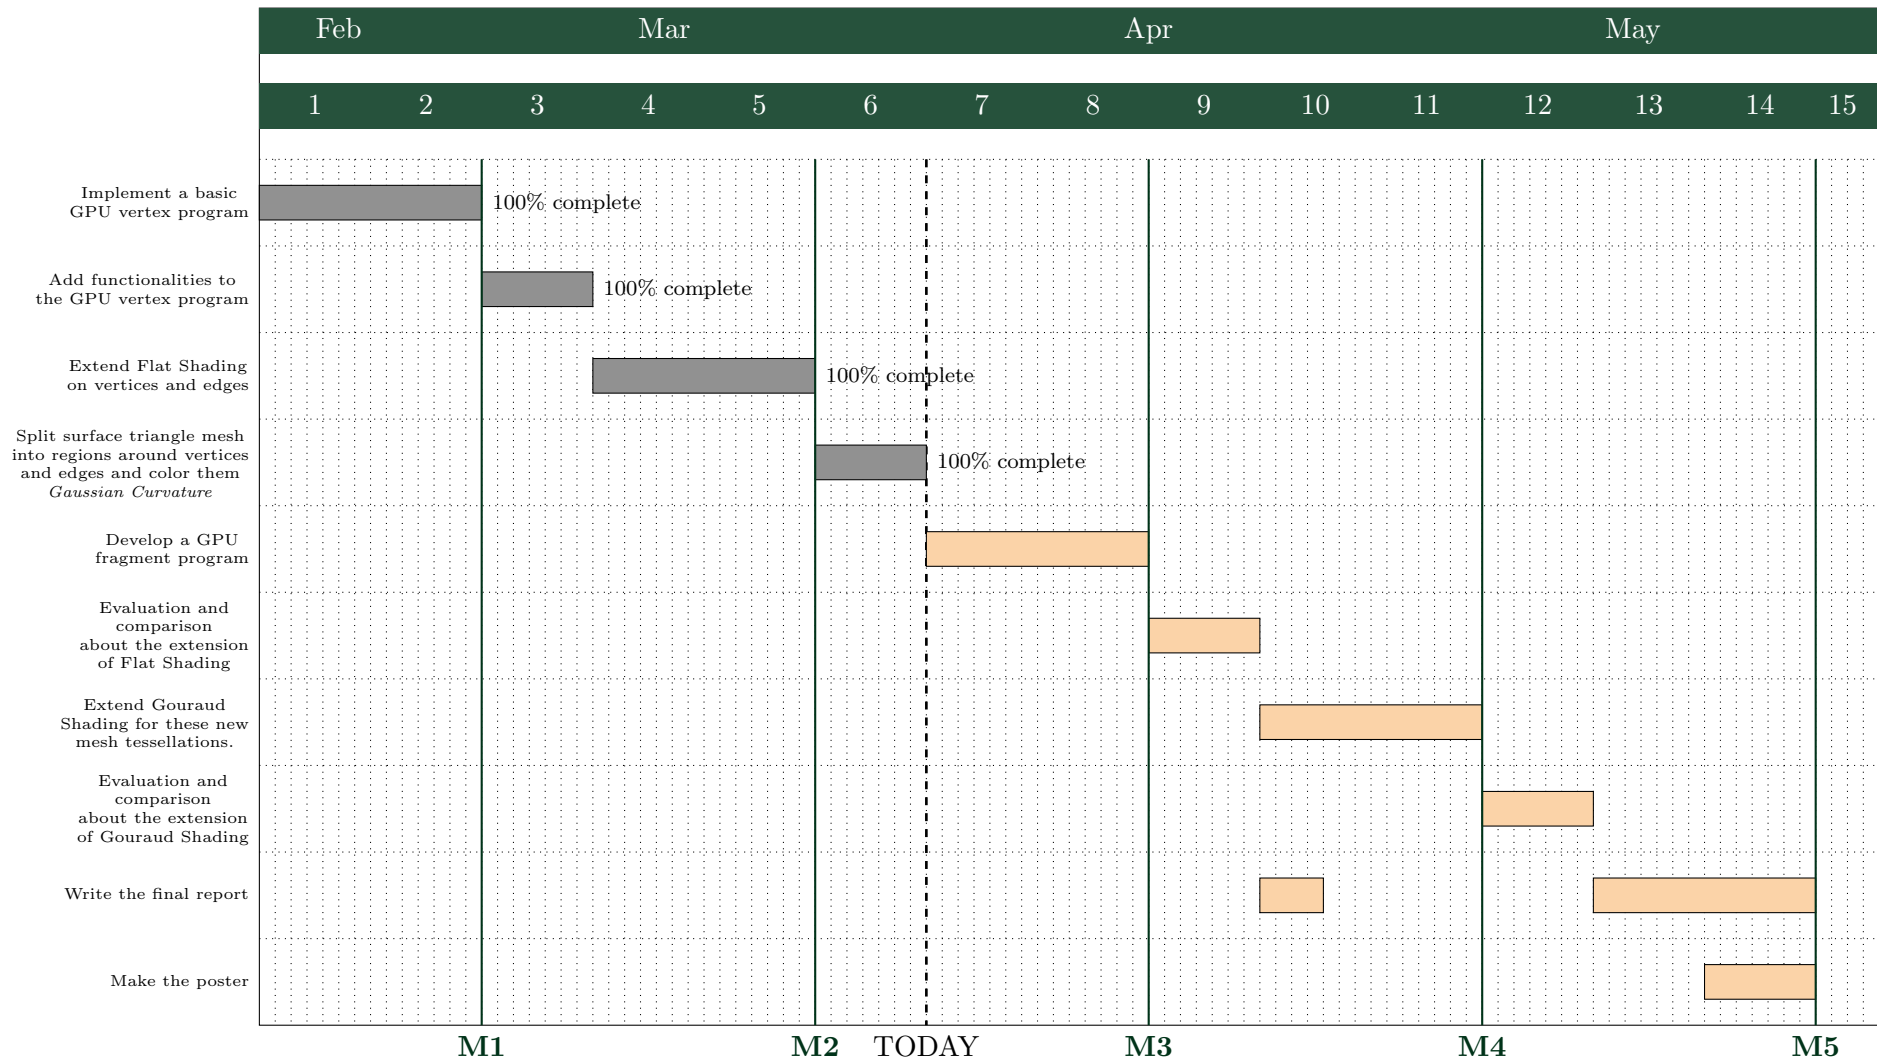 Feb Mar Apr May
1 2 3 4 5 6 7 8 9 10 11 12 13 14 15
Implement a basic
GPU vertex program
100% complete
Add functionalities to
the GPU vertex program
100% complete
Extend Flat Shading
on vertices and edges
100% complete
Split surface triangle mesh
into regions around vertices
and edges and color them
Gaussian Curvature
100% complete
Develop a GPU
fragment program
Evaluation and
comparison
about the extension
of Flat Shading
Extend Gouraud
Shading for these new
mesh tessellations.
Evaluation and
comparison
about the extension
of Gouraud Shading
Write the final report
Make the poster
M1 M2 TODAY M3 M4 M5